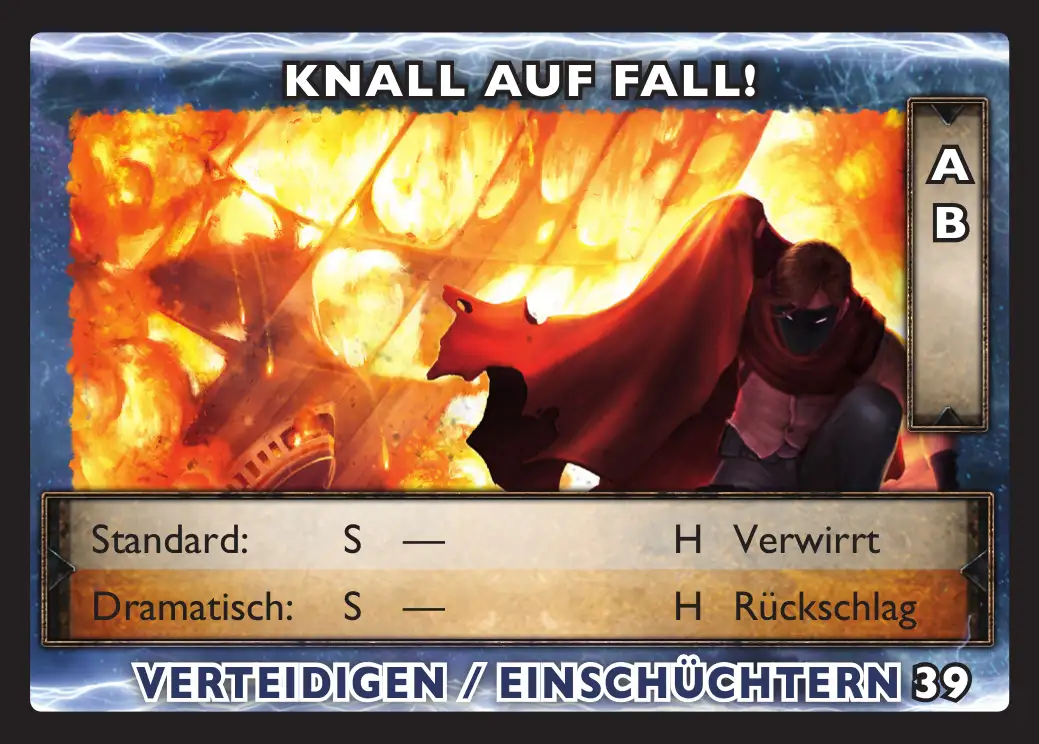 KNALL AUF FALL!
A
B
Standard: S — H Verwirrt
Dramatisch: S — H Rückschlag
VERTEIDIGEN / EINSCHÜCHTERN 39